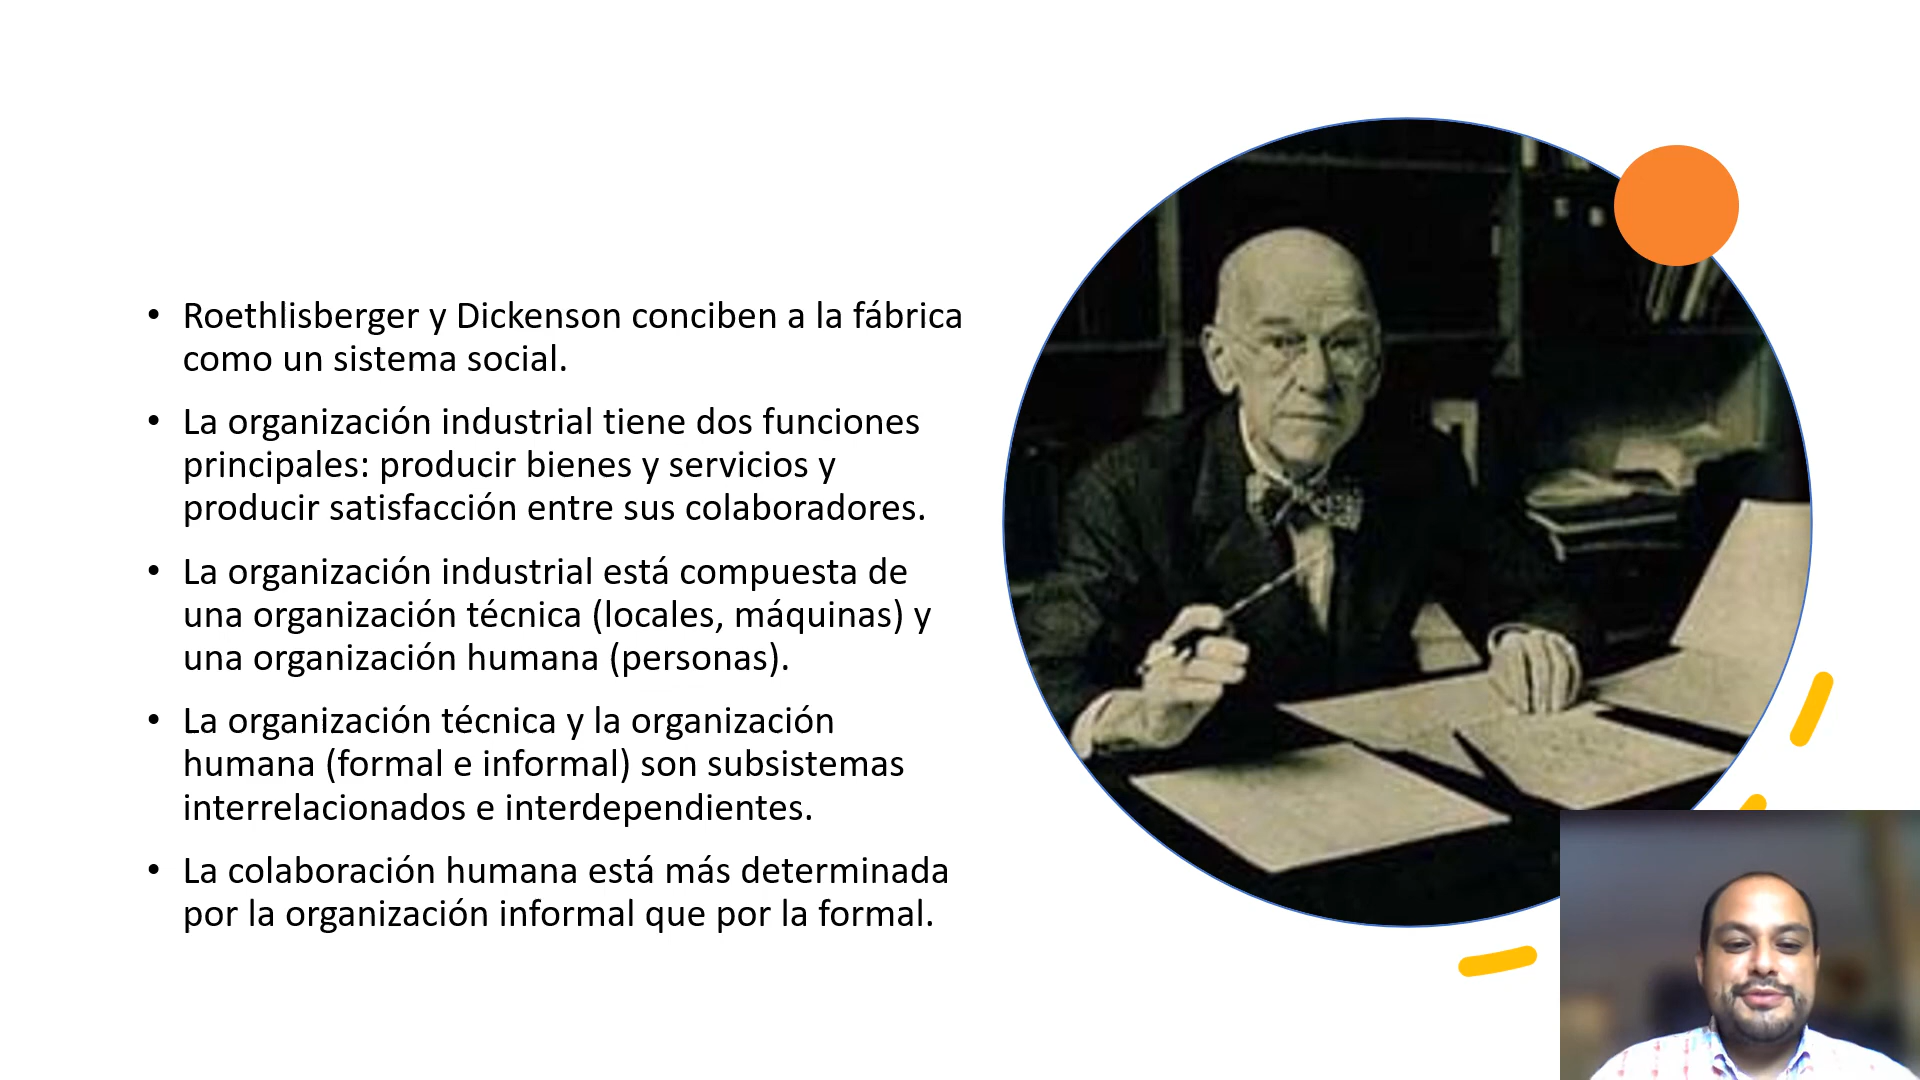 • Roethlisberger y Dickenson conciben a la fábrica
como un sistema social.
• La organización industrial tiene dos funciones
principales: producir bienes y servicios y
producir satisfacción entre sus colaboradores.
• La organización industrial está compuesta de
una organización técnica (locales, máquinas) y
una organización humana (personas).
• La organización técnica y la organización
humana (formal e informal) son subsistemas
interrelacionados e interdependientes.
• La colaboración humana está más determinada
por la organización informal que por la formal.